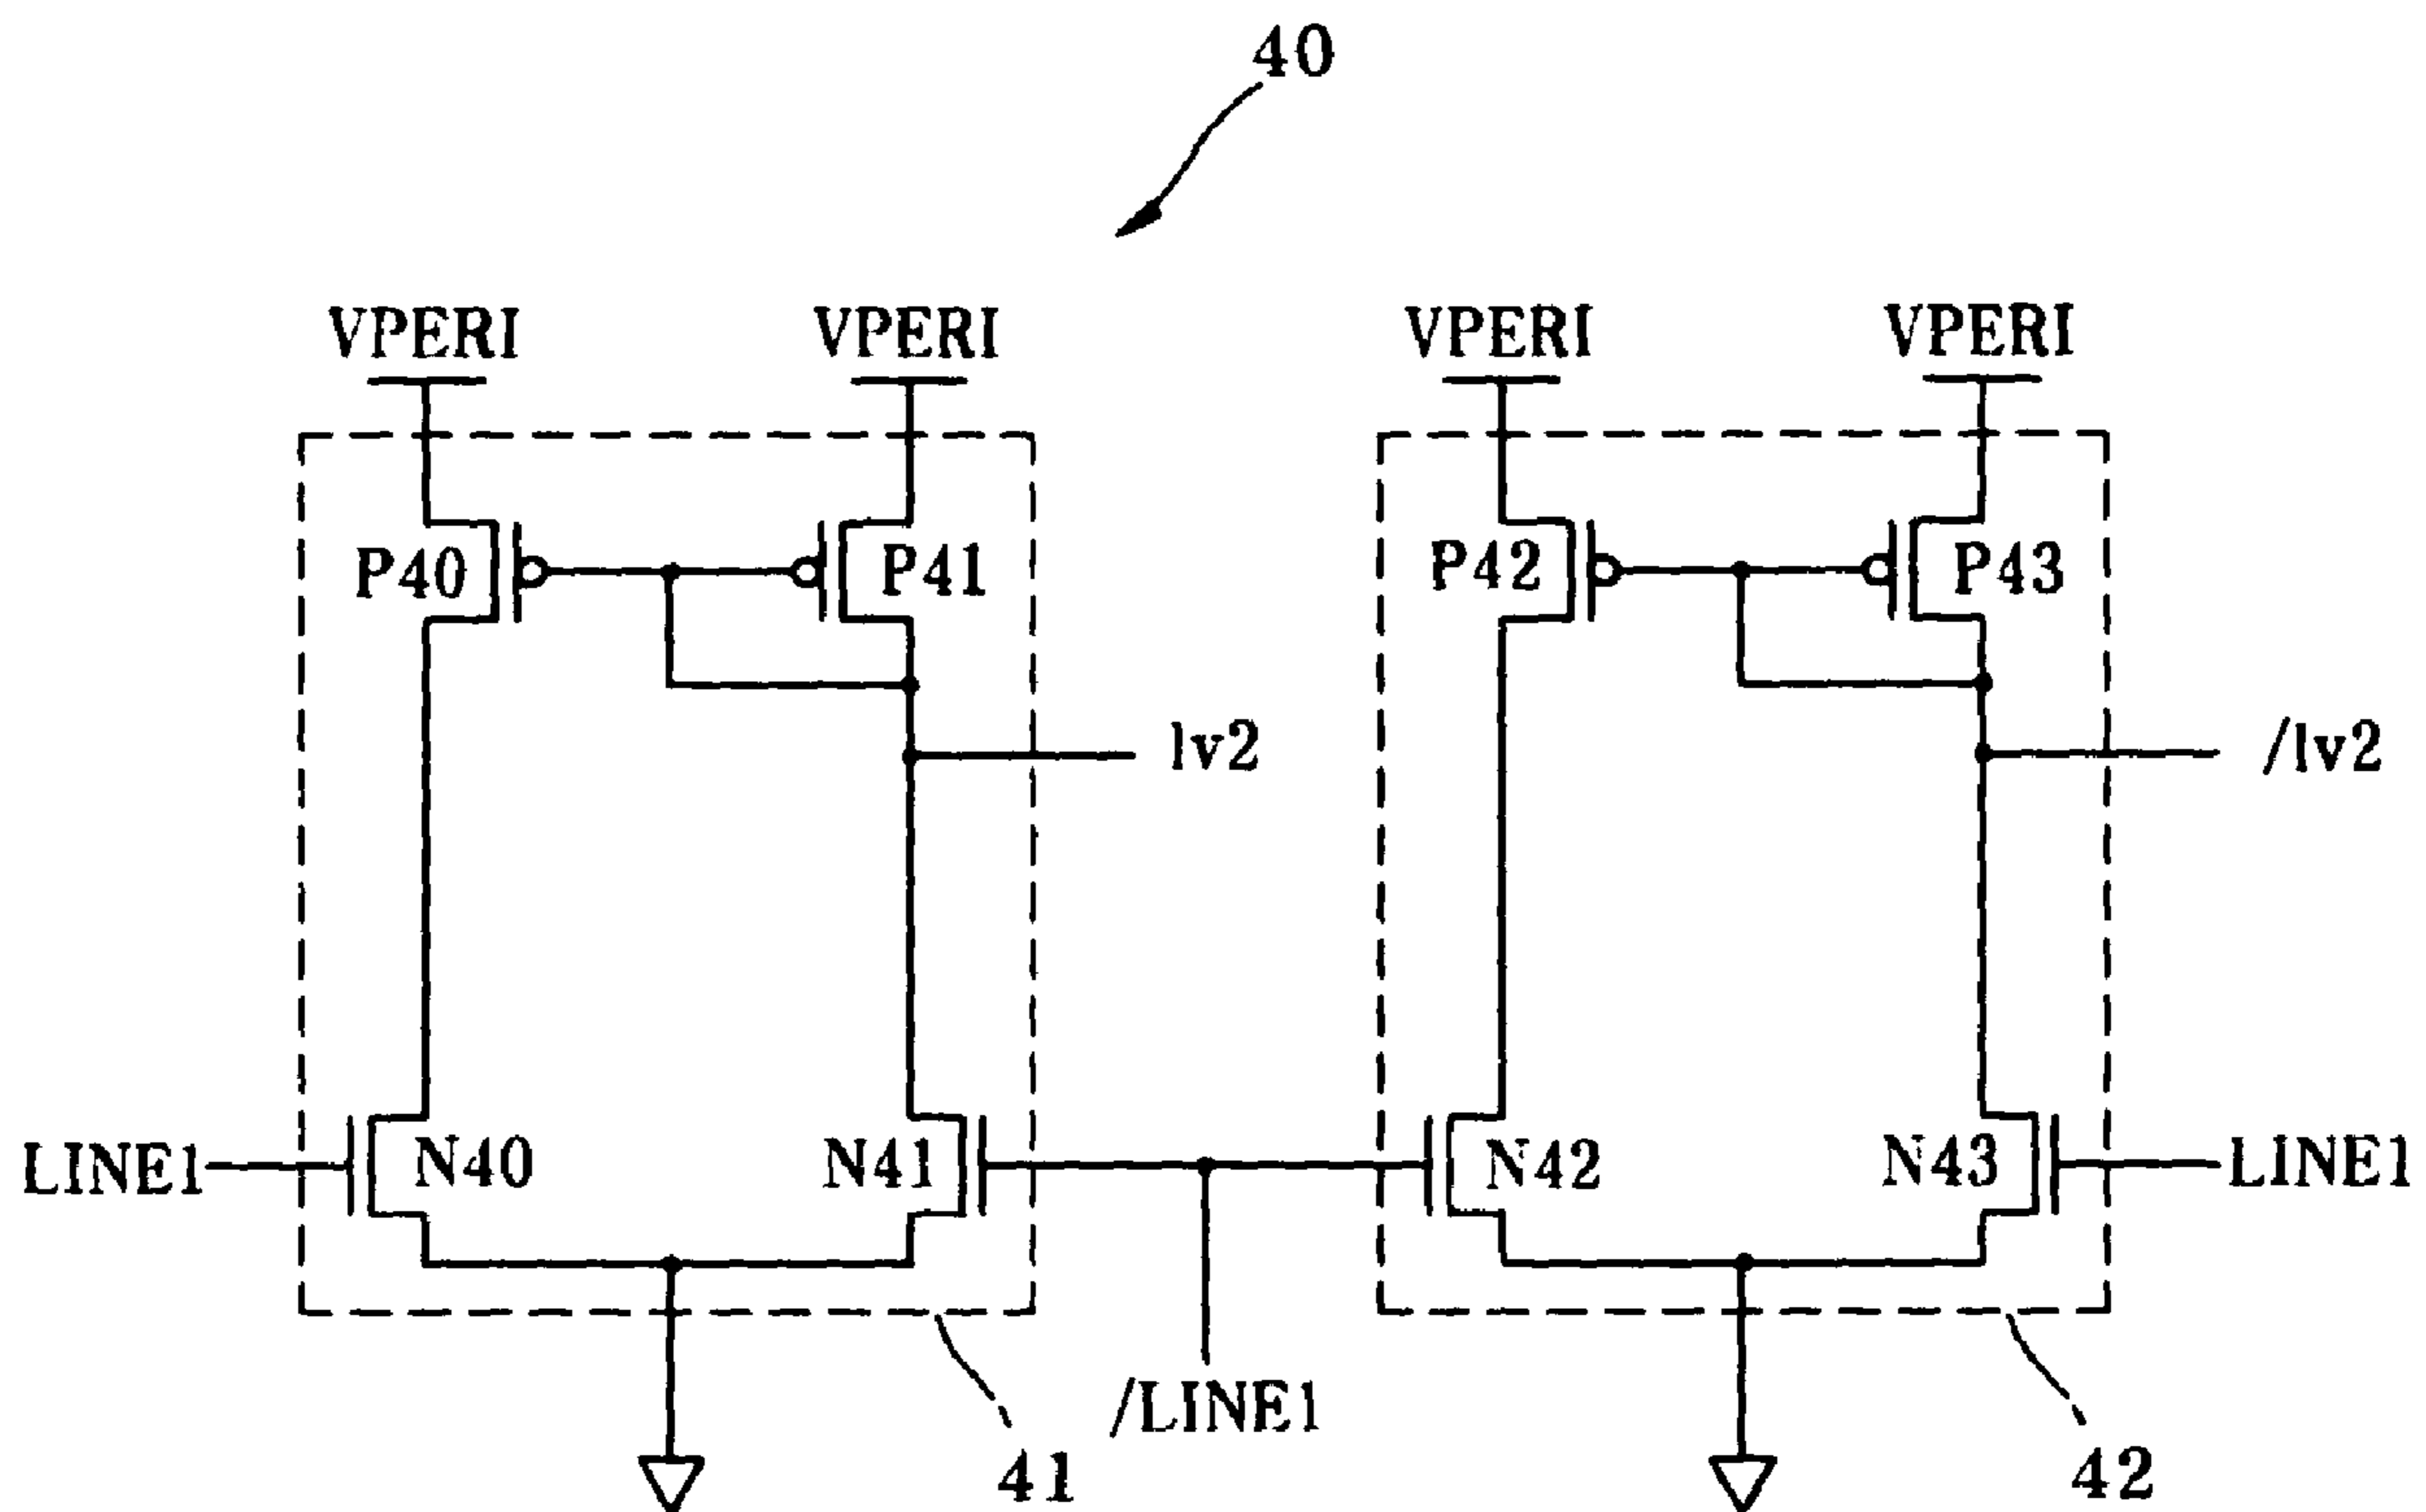 40
VPERI VPERI VPERI VPERI
P40 P41 P42 P43
lv2 /lv2
LINE1 N40 N41 N42 N43 LINE1
/LINE1
41 42